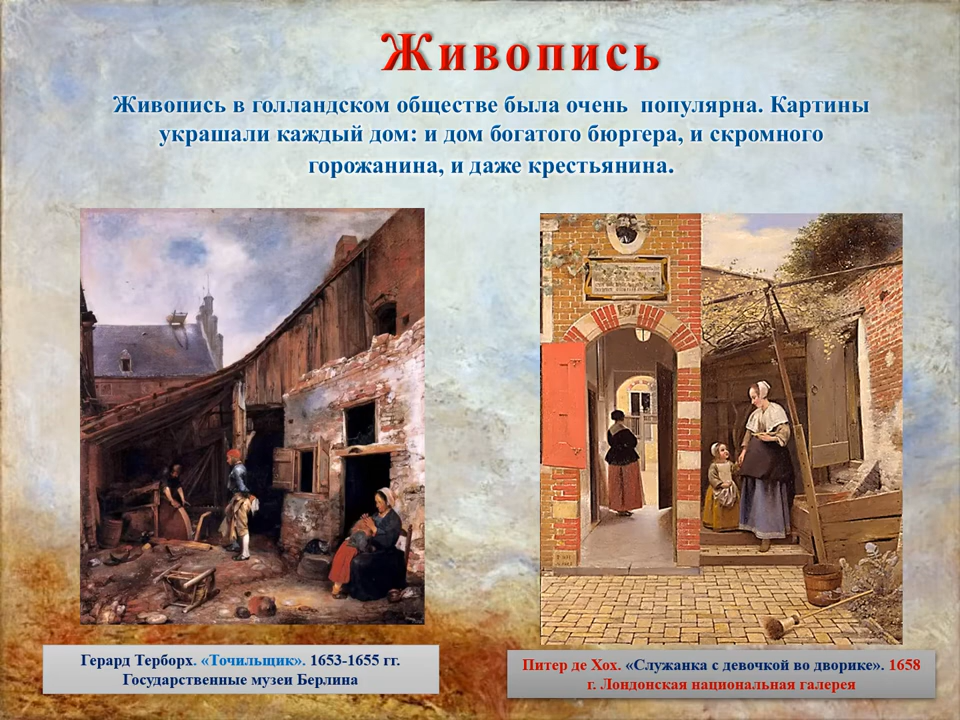 Живопись
Живопись в голландском обществе была очень популярна. Картины
украшали каждый дом: и дом богатого бюргера, и скромного
горожанина, и даже крестьянина.
Герард Терборх. «Точильщик». 1653-1655 гг.
Государственные музеи Берлина
Питер де Хох. «Служанка с девочкой во дворике». 1658
г. Лондонская национальная галерея